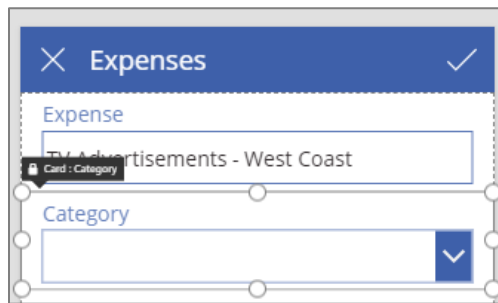 Expenses
Expense
TV Advertisements - West Coast
Card : Category
Category